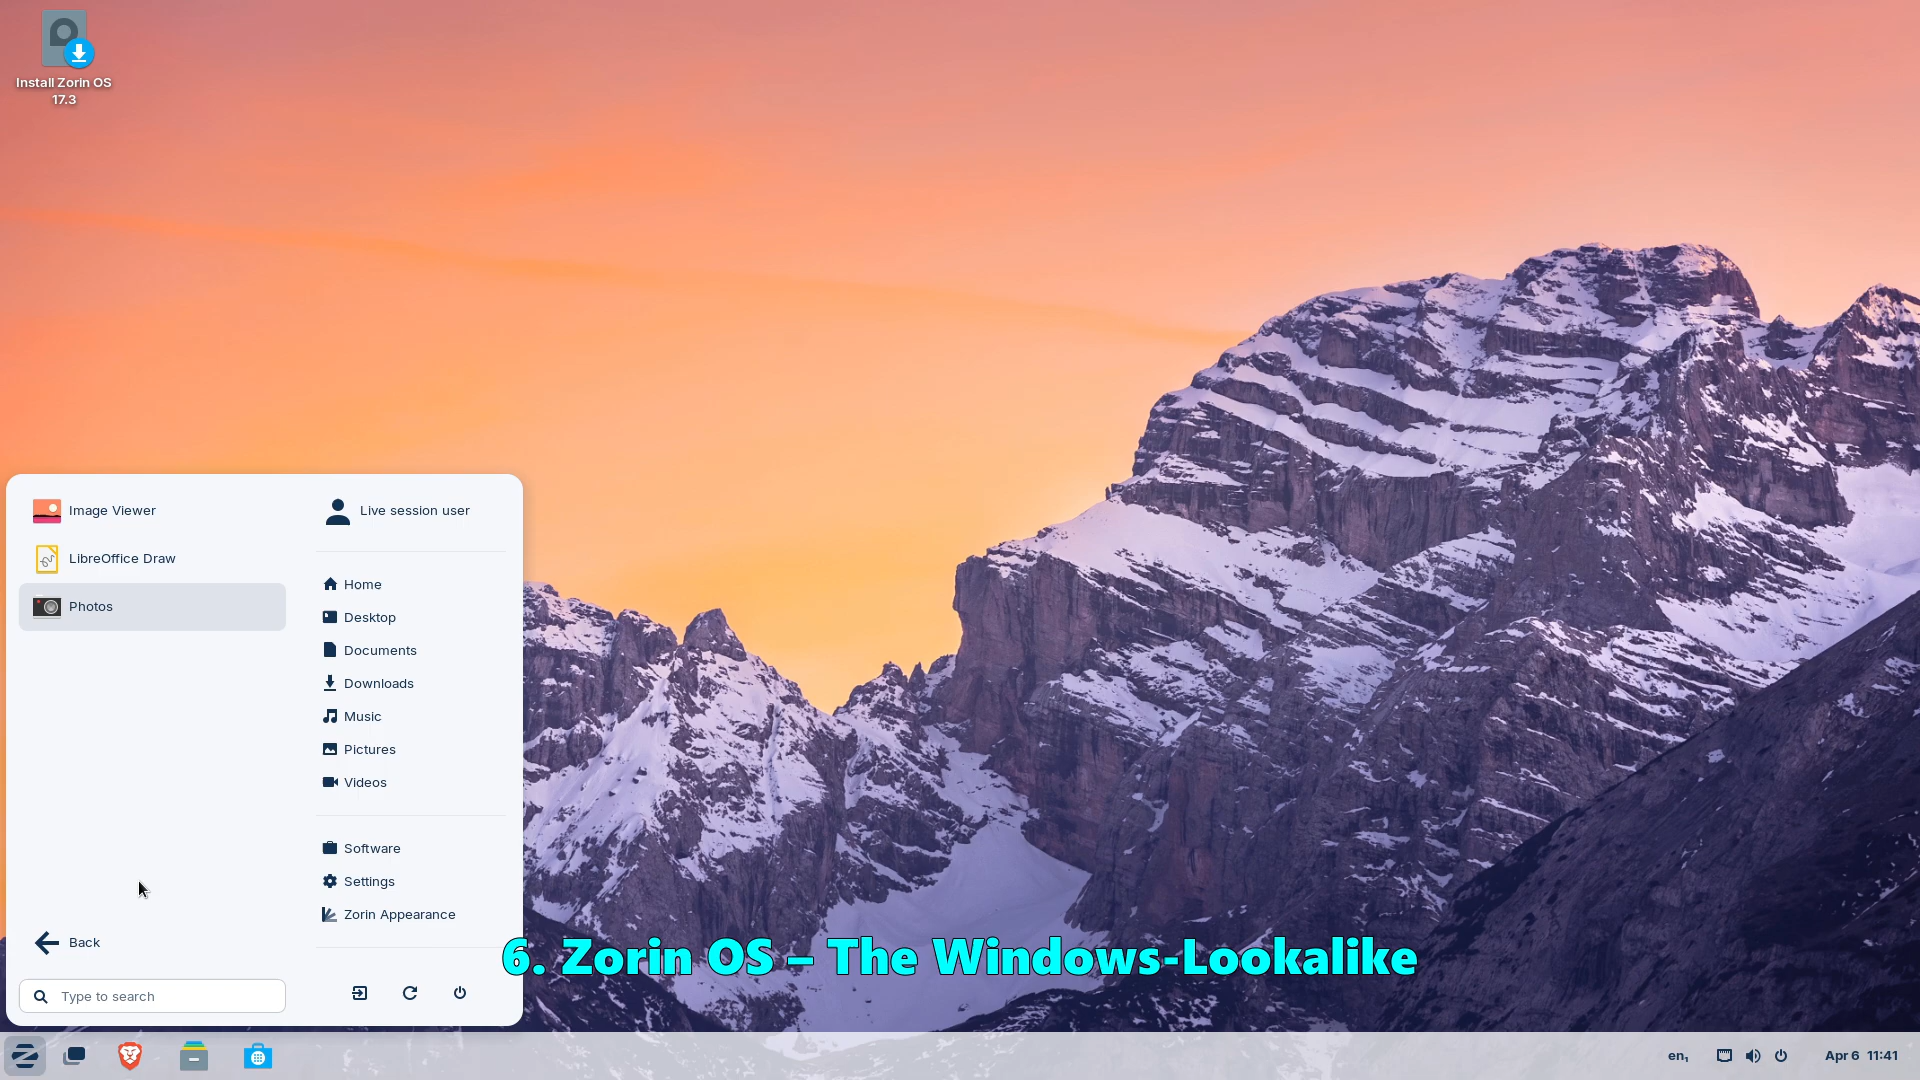 Install Zorin OS
17.3
Image Viewer
LibreOffice Draw
Photos
Back
Type to search
Live session user
Home
Desktop
Documents
Downloads
Music
Pictures
Videos
Software
Settings
Zorin Appearance
6. Zorin OS – The Windows-Lookalike
en₁
Apr 6 11:41